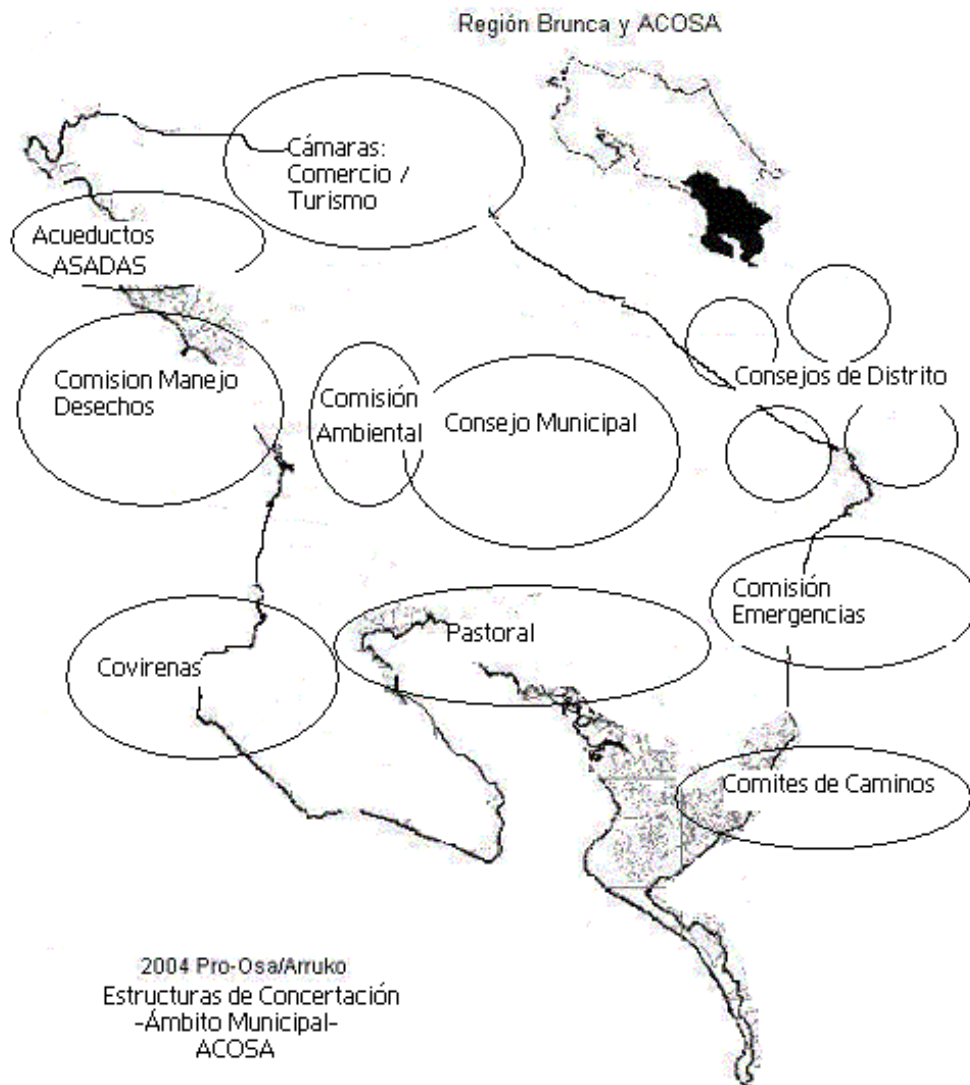 Región Brunca y ACOSA
Cámaras:
Comercio /
Turismo
Acueductos
ASADAS
Consejos de Distrito
Comision Manejo
Desechos
Comisión
Ambiental
Consejo Municipal
Comisión
Emergencias
Pastoral
Covirenas
Comites de Caminos
2004 Pro-Osa/Arruko
Estructuras de Concertación
-Ámbito Municipal-
ACOSA